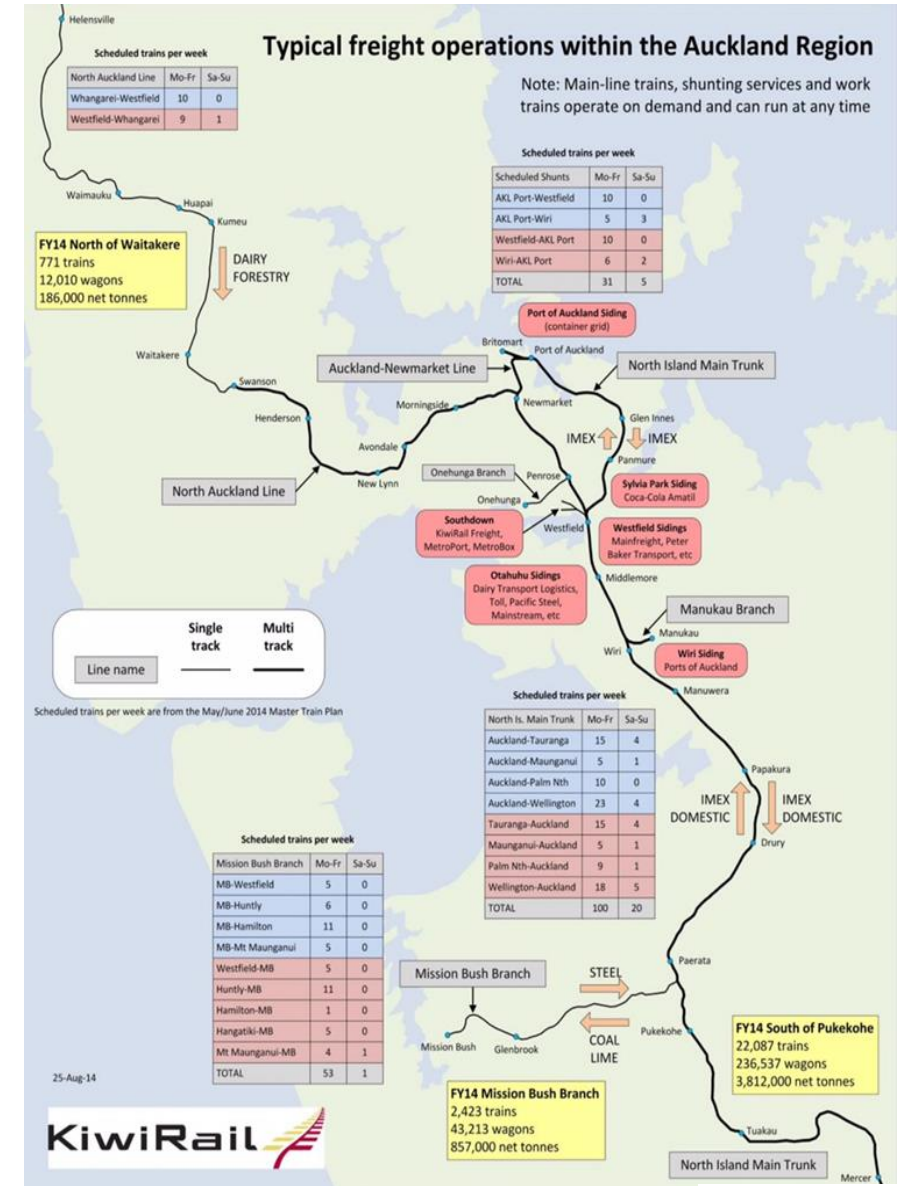 Helensville
Typical freight operations within the Auckland Region
Note: Main-line trains, shunting services and work
trains operate on demand and can run at any time
Scheduled trains per week
North Auckland Line Mo-Fr Sa-Su
Whangarei-Westfield 10 0
Westfield-Whangarei 9 1
Scheduled trains per week
Scheduled Shunts Mo-Fr Sa-Su
AKL Port-Westfield 10 0
AKL Port-Wiri 5 3
Westfield-AKL Port 10 0
Wiri-AKL Port 6 2
TOTAL 31 5
Waimauku
Huapai
Kumeu
FY14 North of Waitakere
771 trains
12,010 wagons
186,000 net tonnes
DAIRY
FORESTRY
Port of Auckland Siding
(container grid)
Britomart
Port of Auckland
Waitakere
Auckland-Newmarket Line
North Island Main Trunk
Swanson
Morningside
Newmarket
Henderson
Glen Innes
IMEX
IMEX
Avondale
Panmure
New Lynn
Onehunga Branch
Penrose
North Auckland Line
Onehunga
Sylvia Park Siding
Coca-Cola Amatil
Southdown
KiwiRail Freight,
MetroPort, MetroBox
Westfield
Westfield Sidings
Mainfreight, Peter
Baker Transport, etc
Otahuhu Sidings
Dairy Transport Logistics,
Toll, Pacific Steel,
Mainstream, etc
Middlemore
Manukau Branch
Manukau
Wiri
Wiri Siding
Ports of Auckland
Manuwera
Single
track
Multi
track
Line name
Scheduled trains per week are from the May/June 2014 Master Train Plan
Scheduled trains per week
North Is. Main Trunk Mo-Fr Sa-Su
Auckland-Tauranga 15 4
Auckland-Maunganui 5 1
Auckland-Palm Nth 10 0
Auckland-Wellington 23 4
Tauranga-Auckland 15 4
Maunganui-Auckland 5 1
Palm Nth-Auckland 9 1
Wellington-Auckland 18 5
TOTAL 100 20
Papakura
IMEX
DOMESTIC
IMEX
DOMESTIC
Drury
Scheduled trains per week
Mission Bush Branch Mo-Fr Sa-Su
MB-Westfield 5 0
MB-Huntly 6 0
MB-Hamilton 11 0
MB-Mt Maunganui 5 0
Westfield-MB 5 0
Huntly-MB 11 0
Hamilton-MB 1 0
Hangatiki-MB 5 0
Mt Maunganui-MB 4 1
TOTAL 53 1
Paerata
Mission Bush Branch
STEEL
COAL
LIME
Mission Bush
Glenbrook
Pukekohe
FY14 South of Pukekohe
22,087 trains
236,537 wagons
3,812,000 net tonnes
25-Aug-14
FY14 Mission Bush Branch
2,423 trains
43,213 wagons
857,000 net tonnes
KiwiRail
Tuakau
North Island Main Trunk
Mercer